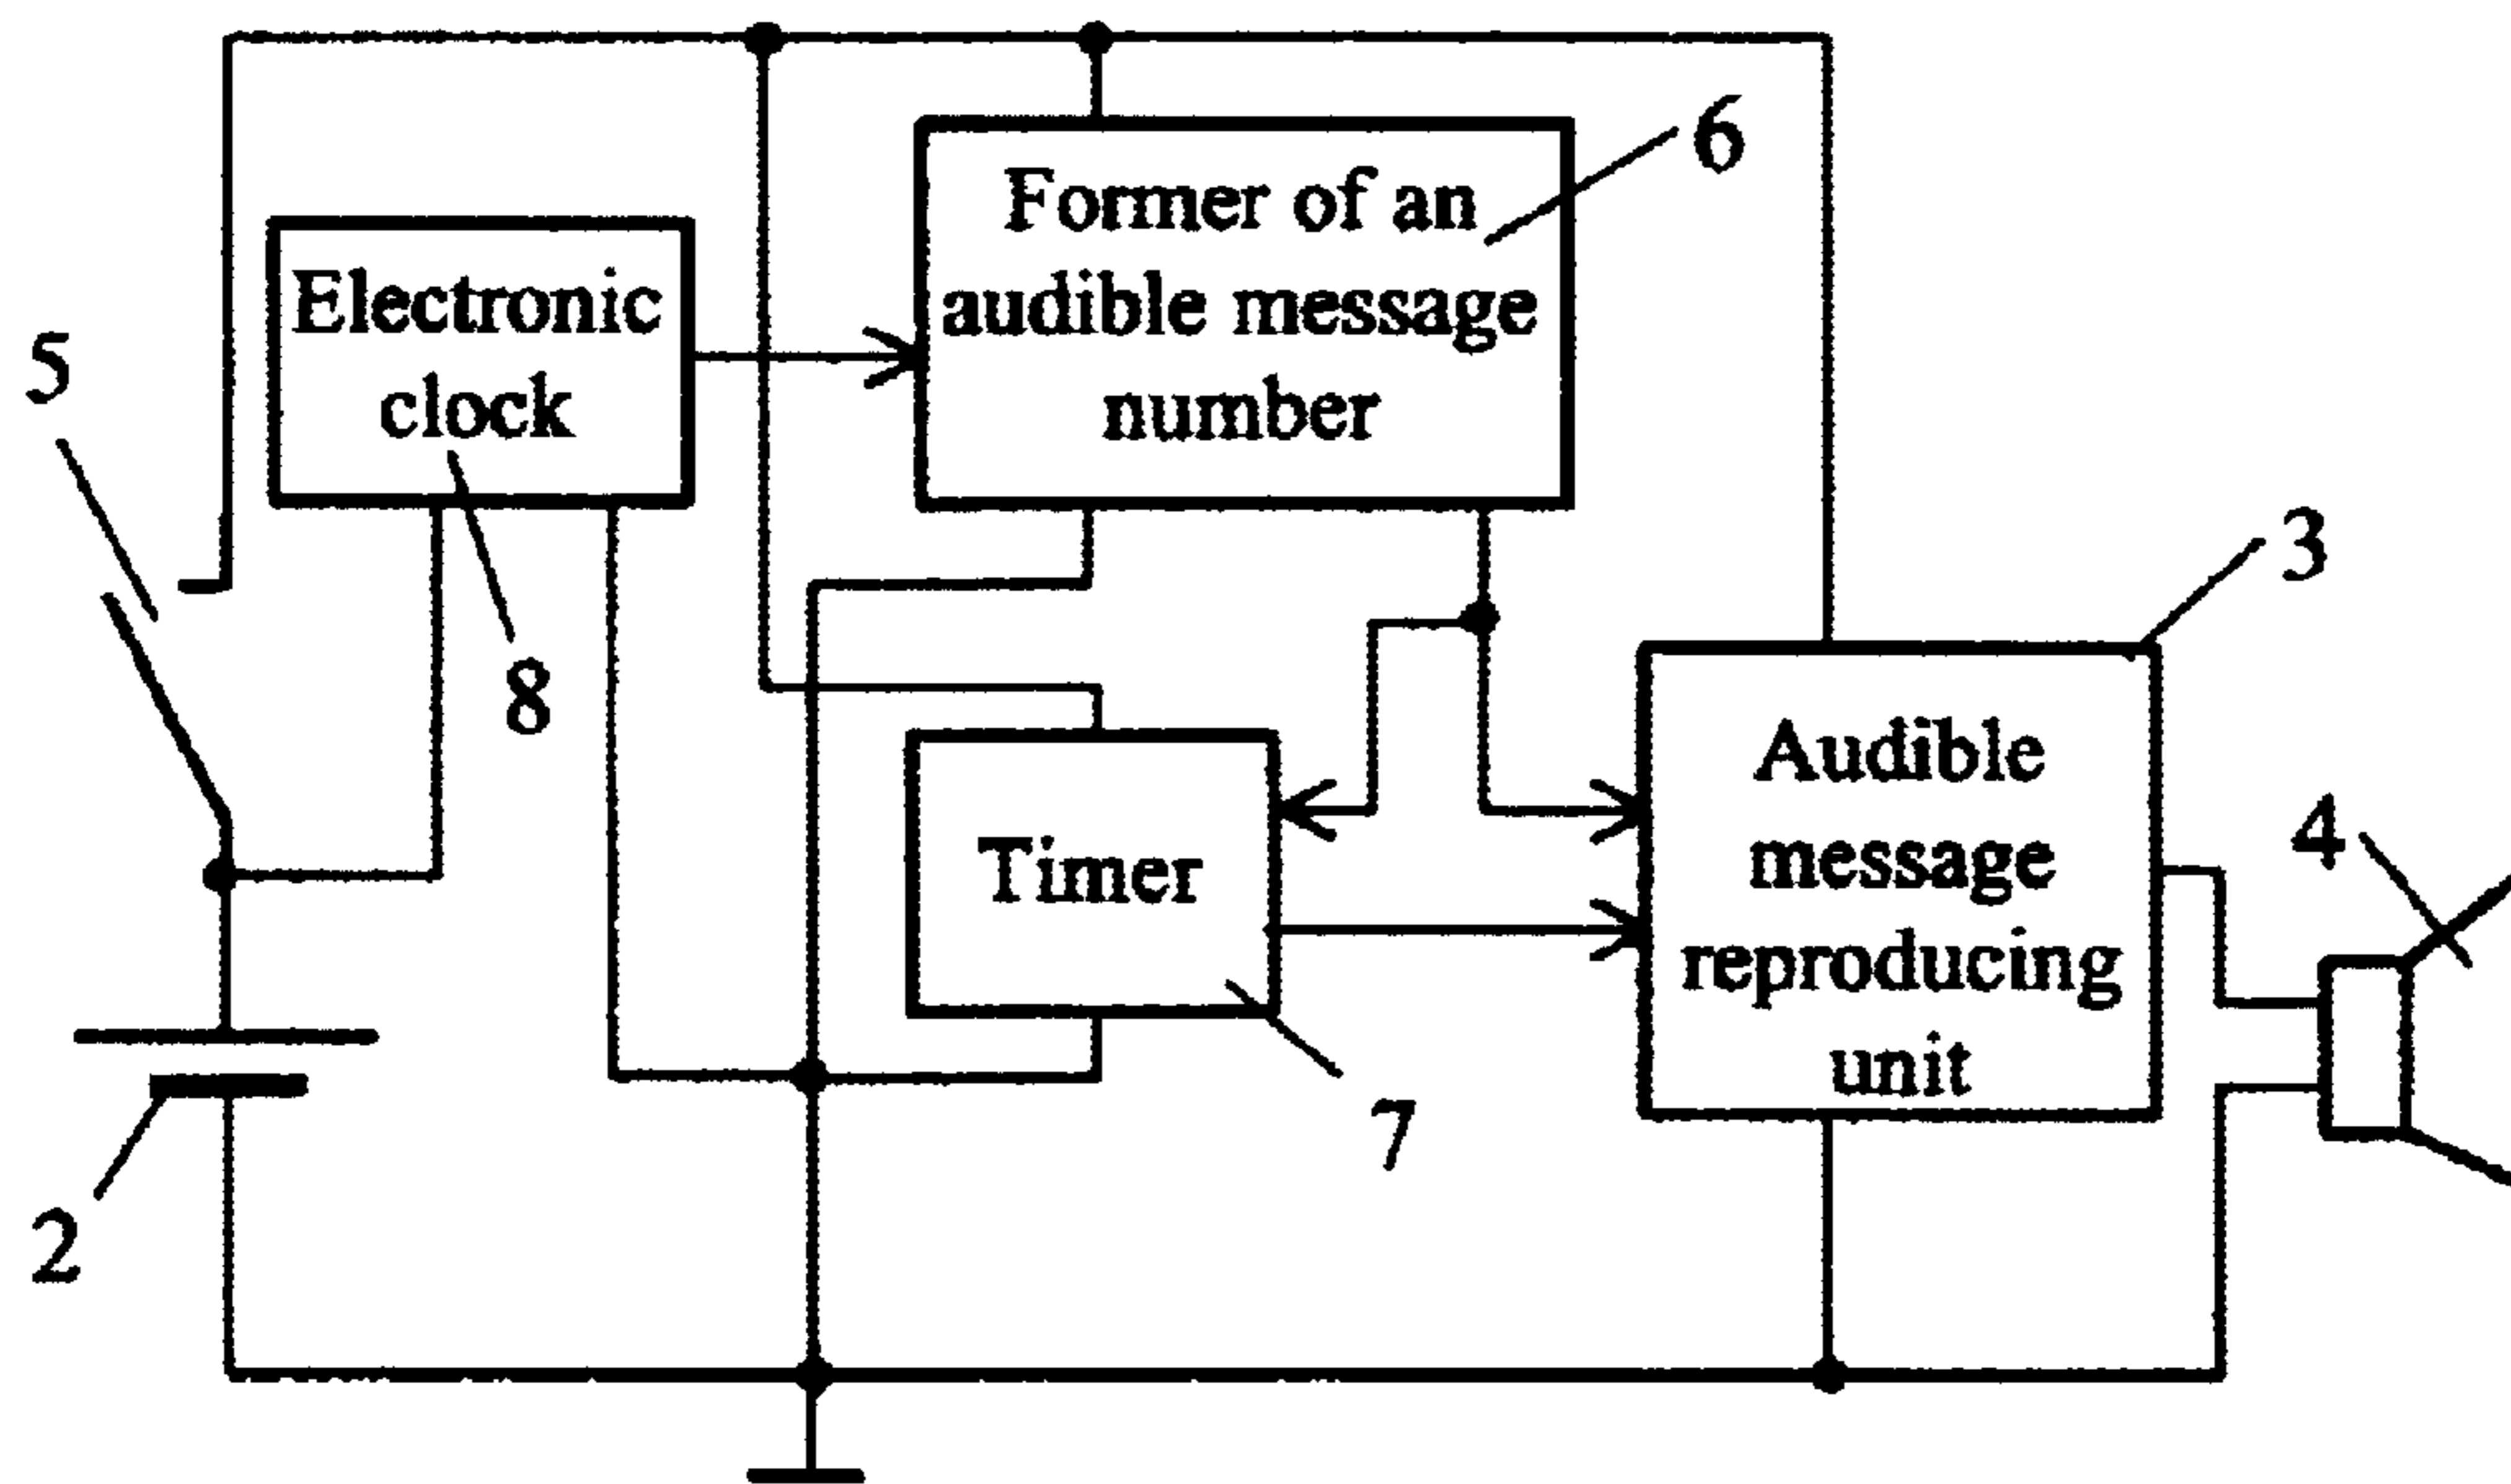 6
Former of an
audible message
number
Electronic
clock
5
3
8
Audible
message
reproducing
unit
4
Timer
7
2